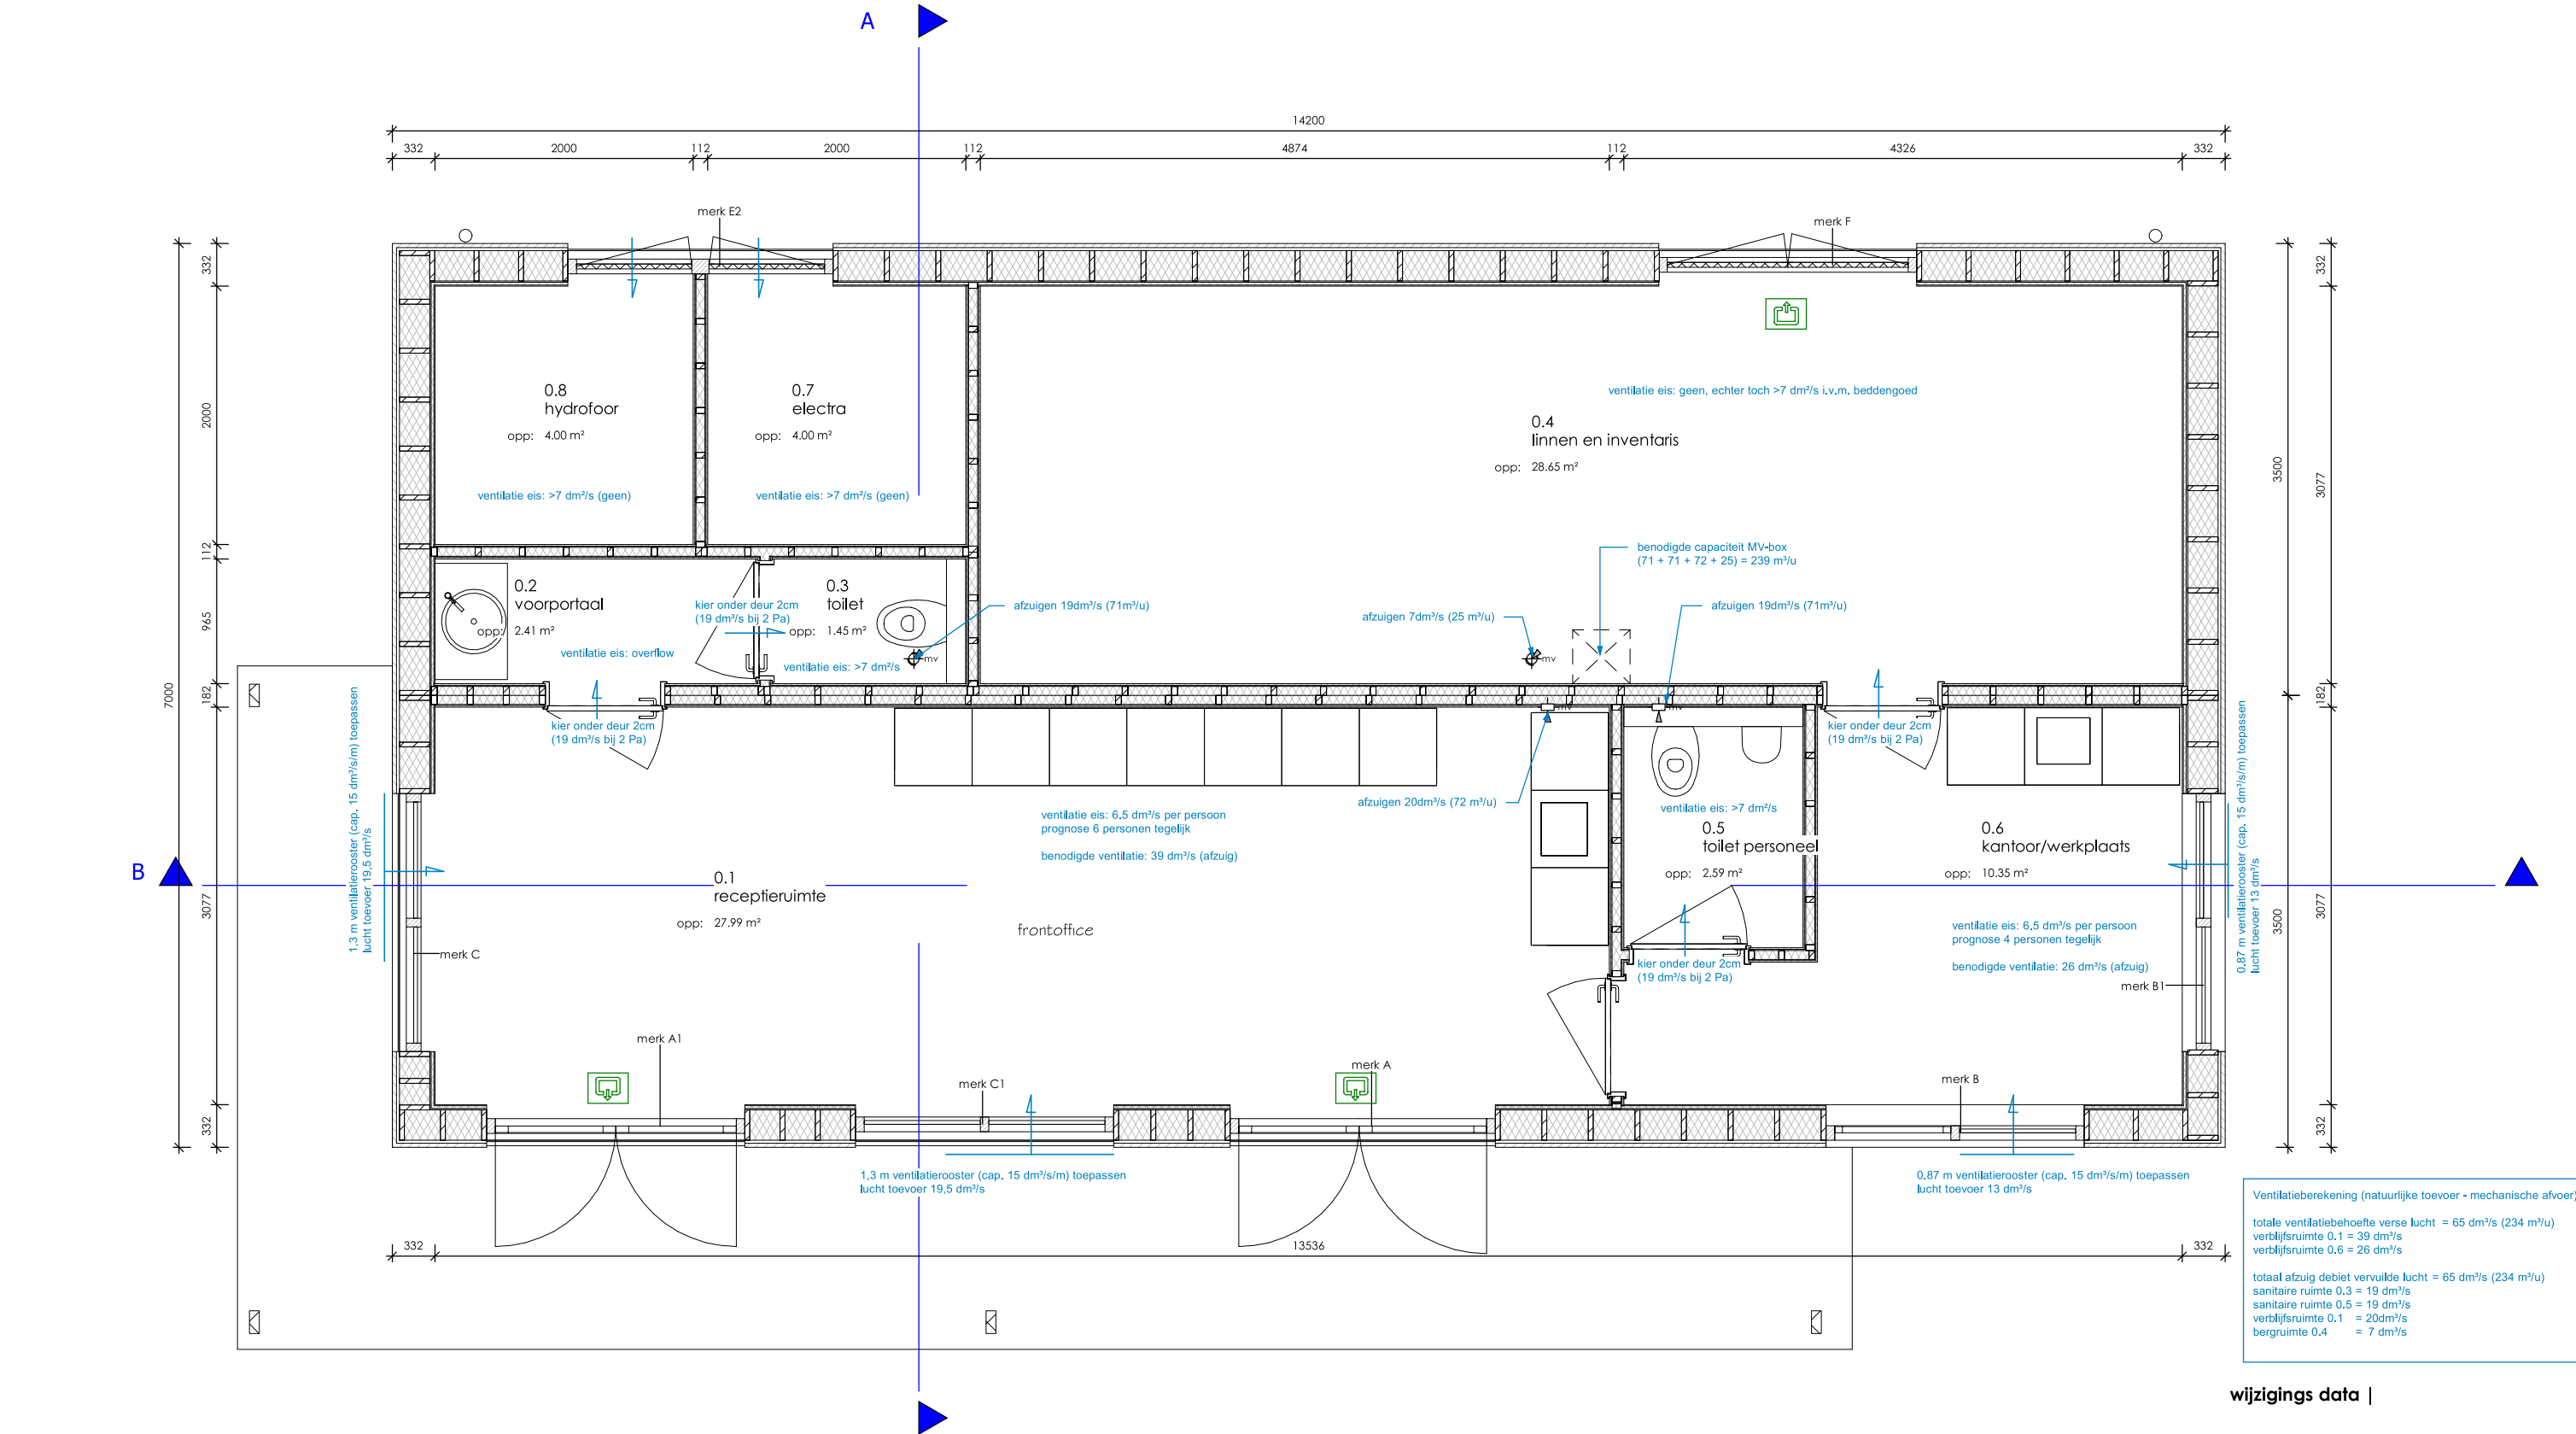 A
14200
332
2000
112
2000
112
4874
112
4326
332
merk E2
merk F
332
2000
112
965
182
3077
332
7000
332
3077
182
3077
332
3500
3500
0.8
hydrofoor
opp: 4.00 m²
ventilatie eis: >7 dm²/s (geen)
0.7
electra
opp: 4.00 m²
ventilatie eis: >7 dm²/s (geen)
ventilatie eis: geen, echter toch >7 dm²/s i.v.m. beddengoed
0.4
linnen en inventaris
opp: 28.65 m²
benodigde capaciteit MV-box
(71 + 71 + 72 + 25) = 239 m³/u
0.2
voorportaal
opp: 2.41 m²
ventilatie eis: overflow
kier onder deur 2cm
(19 dm³/s bij 2 Pa)
0.3
toilet
opp: 1.45 m²
ventilatie eis: >7 dm²/s
mv
afzuigen 19dm³/s (71m³/u)
afzuigen 7dm³/s (25 m³/u)
mv
afzuigen 19dm³/s (71m³/u)
mv
mv
kier onder deur 2cm
(19 dm³/s bij 2 Pa)
kier onder deur 2cm
(19 dm³/s bij 2 Pa)
1,3 m ventilatierooster (cap. 15 dm³/s/m) toepassen
lucht toevoer 19,5 dm³/s
0.87 m ventilatierooster (cap. 15 dm³/s/m) toepassen
lucht toevoer 13 dm³/s
afzuigen 20dm³/s (72 m³/u)
ventilatie eis: 6.5 dm³/s per persoon
prognose 6 personen tegelijk
benodigde ventilatie: 39 dm³/s (afzuig)
ventilatie eis: >7 dm²/s
0.5
toilet personeel
opp: 2.59 m²
kier onder deur 2cm
(19 dm³/s bij 2 Pa)
0.6
kantoor/werkplaats
opp: 10.35 m²
ventilatie eis: 6.5 dm³/s per persoon
prognose 4 personen tegelijk
benodigde ventilatie: 26 dm³/s (afzuig)
B
0.1
receptieruimte
opp: 27.99 m²
frontoffice
merk C
merk B1
merk A1
merk C1
merk A
merk B
1,3 m ventilatierooster (cap. 15 dm³/s/m) toepassen
lucht toevoer 19,5 dm³/s
0.87 m ventilatierooster (cap. 15 dm³/s/m) toepassen
lucht toevoer 13 dm³/s
332
13536
332
Ventilatieberekening (natuurlijke toevoer - mechanische afvoer)
totale ventilatiebehoefte verse lucht = 65 dm³/s (234 m³/u)
verblijfsruimte 0.1 = 39 dm³/s
verblijfsruimte 0.6 = 26 dm³/s
totaal afzuig debiet vervuilde lucht = 65 dm³/s (234 m³/u)
sanitaire ruimte 0.3 = 19 dm³/s
sanitaire ruimte 0.5 = 19 dm³/s
verblijfsruimte 0.1 = 20dm³/s
bergruimte 0.4 = 7 dm³/s
wijzigings data |